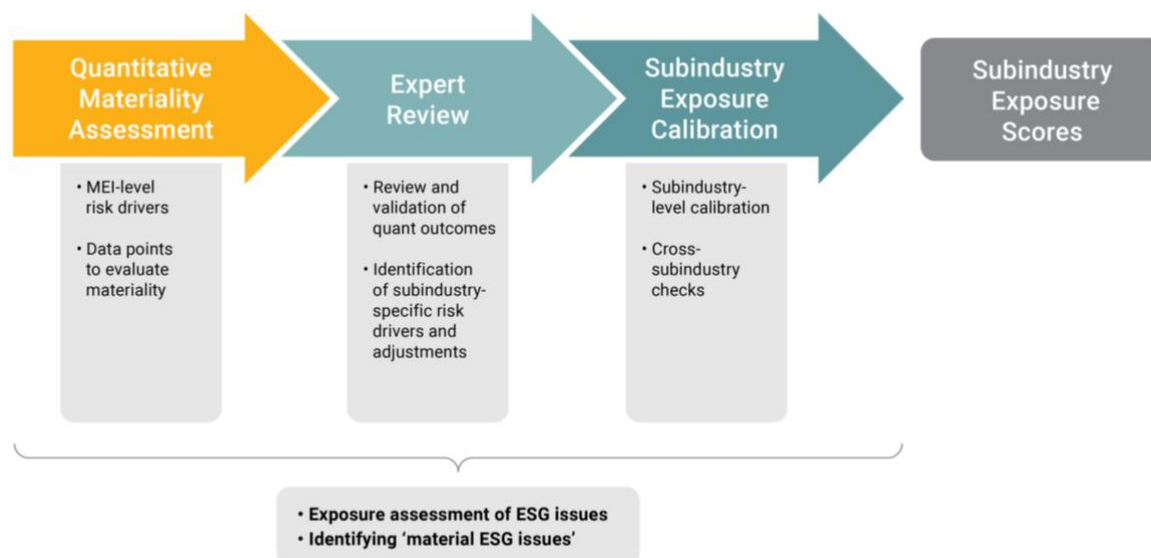 Quantitative
Materiality
Assessment
Expert
Review
Subindustry
Exposure
Calibration
Subindustry
Exposure
Scores
• MEI-level
risk drivers
• Data points
to evaluate
materiality
• Review and
validation of
quant outcomes
• Identification
of subindustry-
specific risk
drivers and
adjustments
• Subindustry-
level calibration
• Cross-
subindustry
checks
• Exposure assessment of ESG issues
• Identifying ‘material ESG issues’